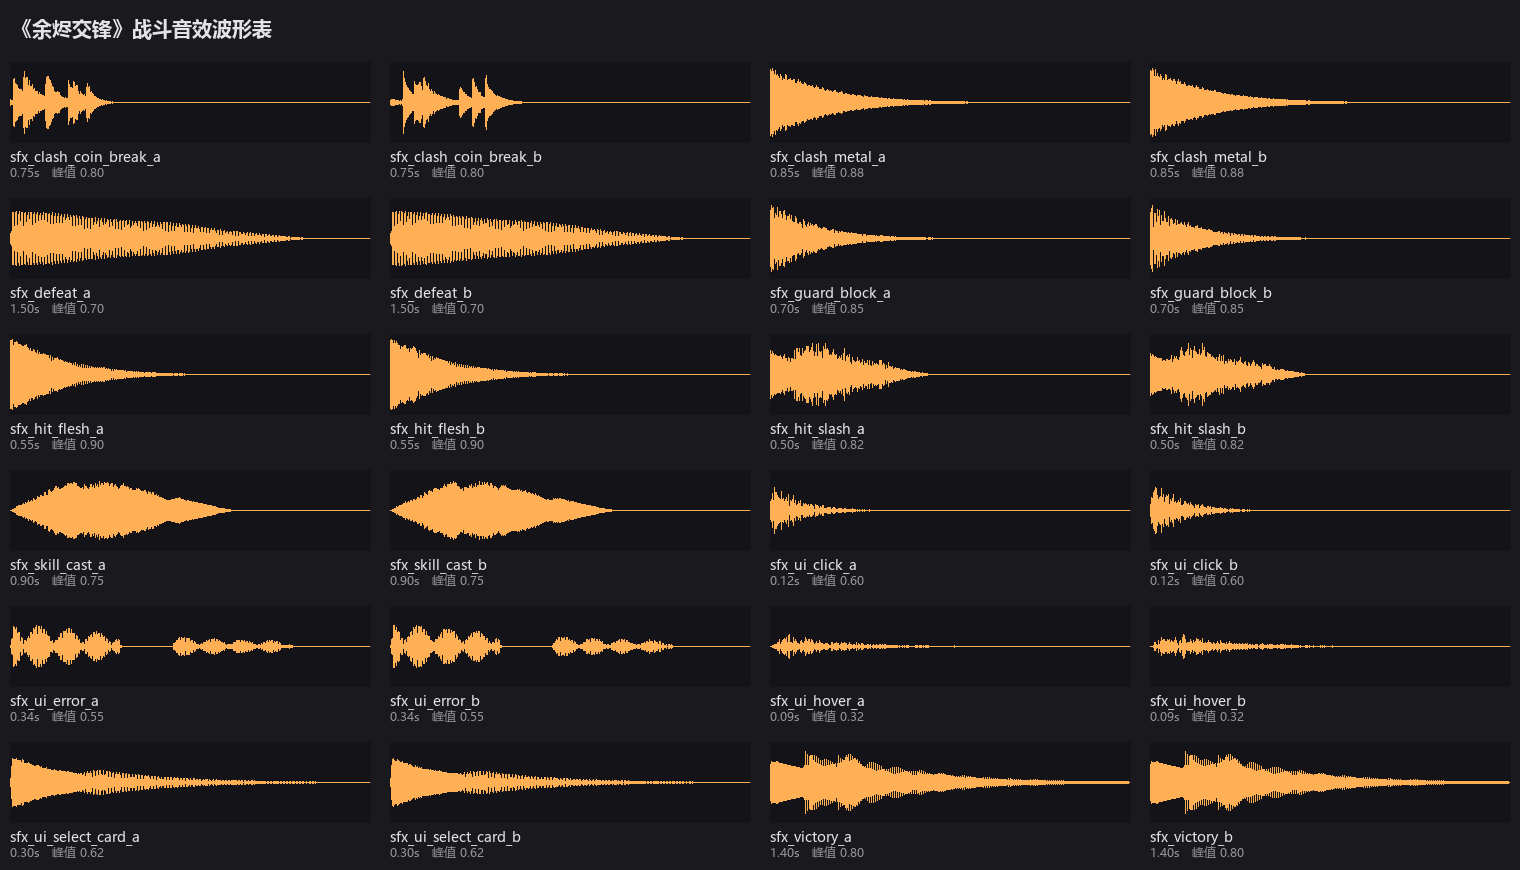 《余烬交锋》战斗音效波形表
sfx_clash_coin_break_a
0.75s 峰值 0.80
sfx_clash_coin_break_b
0.75s 峰值 0.80
sfx_clash_metal_a
0.85s 峰值 0.88
sfx_clash_metal_b
0.85s 峰值 0.88
sfx_defeat_a
1.50s 峰值 0.70
sfx_defeat_b
1.50s 峰值 0.70
sfx_guard_block_a
0.70s 峰值 0.85
sfx_guard_block_b
0.70s 峰值 0.85
sfx_hit_flesh_a
0.55s 峰值 0.90
sfx_hit_flesh_b
0.55s 峰值 0.90
sfx_hit_slash_a
0.50s 峰值 0.82
sfx_hit_slash_b
0.50s 峰值 0.82
sfx_skill_cast_a
0.90s 峰值 0.75
sfx_skill_cast_b
0.90s 峰值 0.75
sfx_ui_click_a
0.12s 峰值 0.60
sfx_ui_click_b
0.12s 峰值 0.60
sfx_ui_error_a
0.34s 峰值 0.55
sfx_ui_error_b
0.34s 峰值 0.55
sfx_ui_hover_a
0.09s 峰值 0.32
sfx_ui_hover_b
0.09s 峰值 0.32
sfx_ui_select_card_a
0.30s 峰值 0.62
sfx_ui_select_card_b
0.30s 峰值 0.62
sfx_victory_a
1.40s 峰值 0.80
sfx_victory_b
1.40s 峰值 0.80